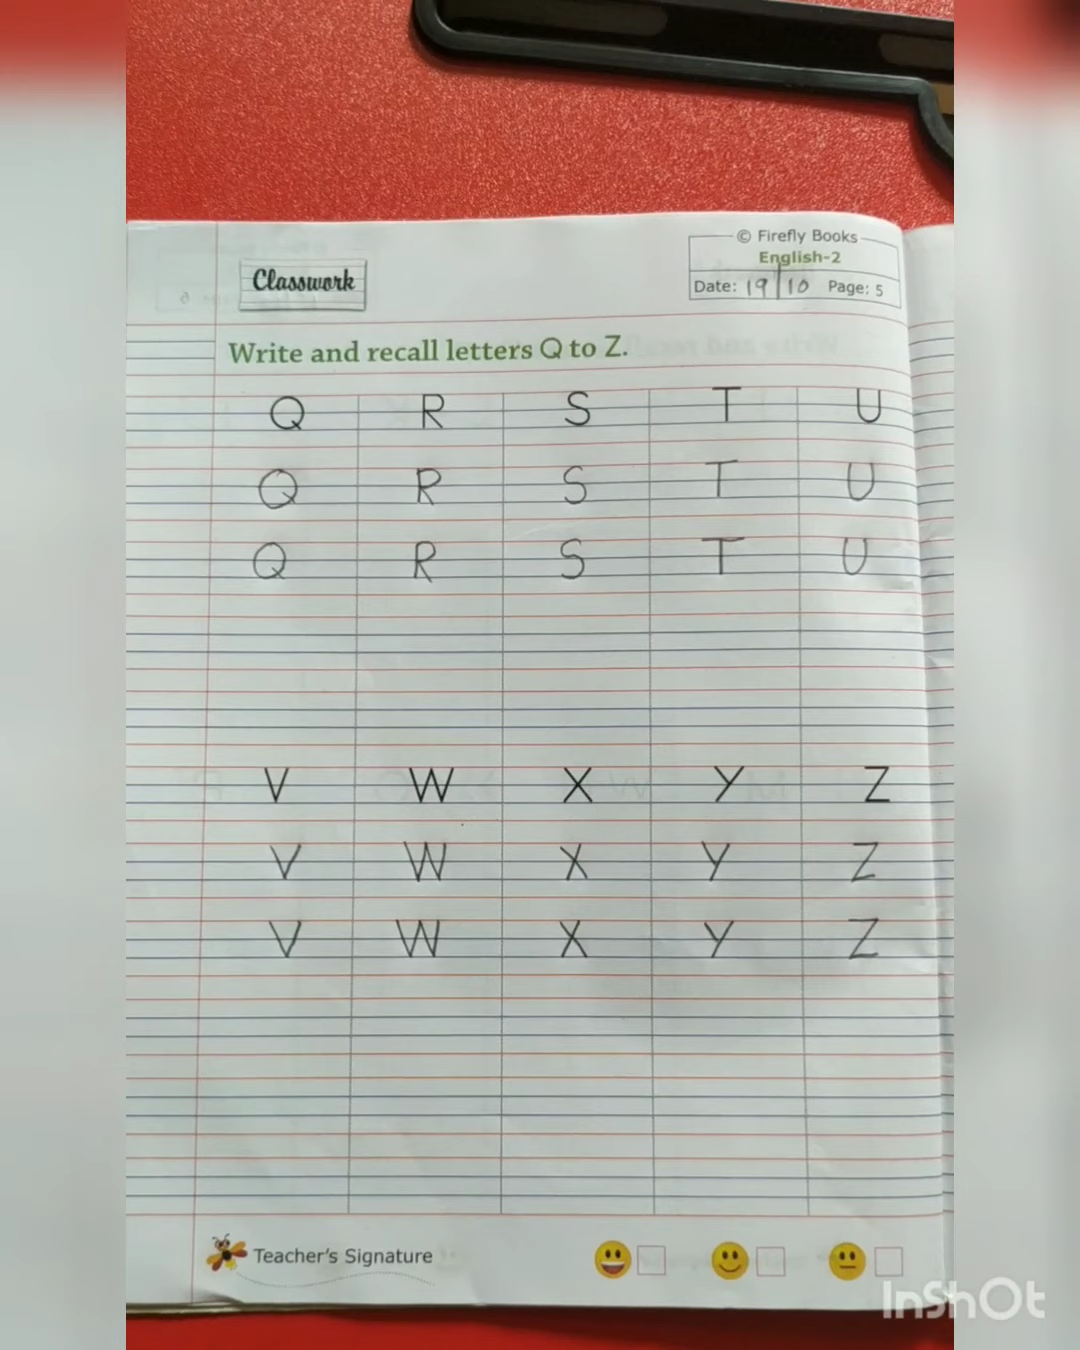 © Firefly Books
English-2
Classwork
Date: 19/10 Page: 5
Write and recall letters Q to Z.
Q R S T U
Q R S T U
Q R S T U
V W X Y Z
V W X Y Z
V W X Y Z
Teacher's Signature
InShOt